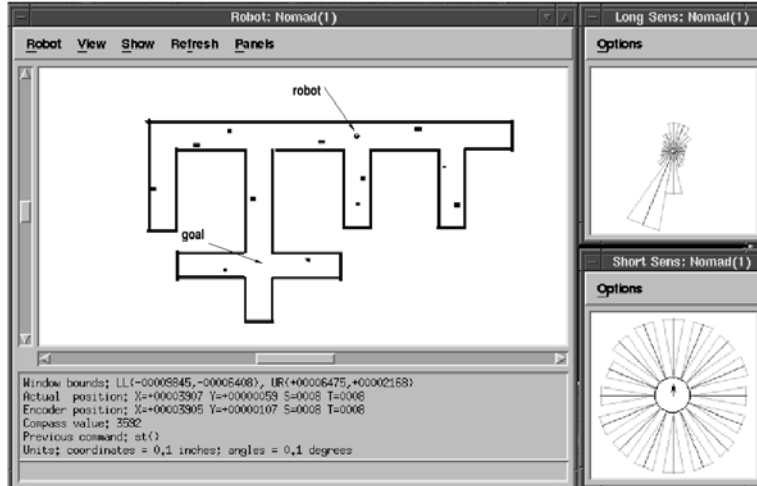 Robot: Nomad(1)
Robot View Show Refresh Panels
robot
goal
Window bounds: LL(-00009845,-00006408), UR(+00006475,+00002168)
Actual position: X=+00003907 Y=+00000059 S=0008 T=0008
Encoder position: X=+00003905 Y=+00000107 S=0008 T=0008
Compass value: 3592
Previous command: st()
Units: coordinates = 0.1 inches; angles = 0.1 degrees
Long Sens: Nomad(1)
Options
Short Sens: Nomad(1)
Options